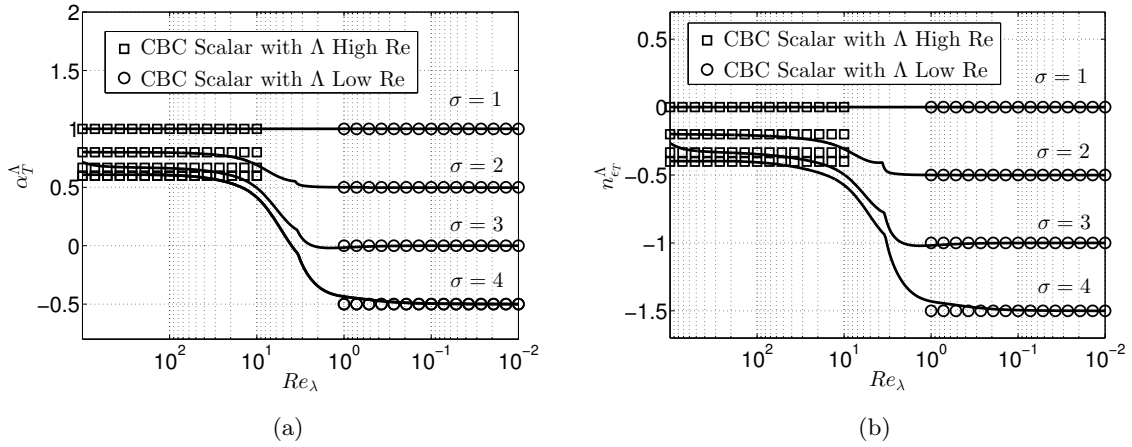 2
1.5
1
0.5
0
−0.5
α_T^Λ
CBC Scalar with Λ High Re
CBC Scalar with Λ Low Re
σ = 1
σ = 2
σ = 3
σ = 4
10^2
10^1
10^0
10^−1
10^−2
Re_λ
(a)
0.5
0
−0.5
−1
−1.5
n_{ϵ_T}^Λ
CBC Scalar with Λ High Re
CBC Scalar with Λ Low Re
σ = 1
σ = 2
σ = 3
σ = 4
10^2
10^1
10^0
10^−1
10^−2
Re_λ
(b)